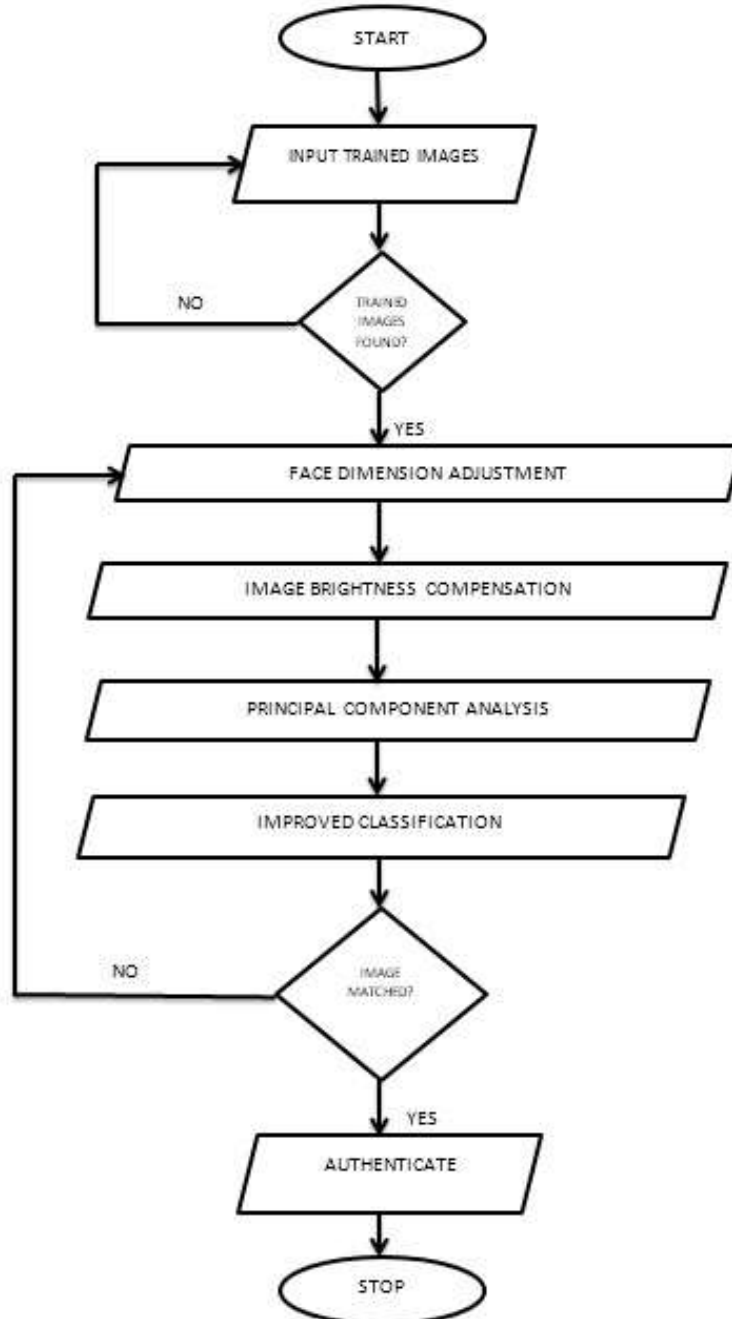 START
INPUT TRAINED IMAGES
TRAINED
IMAGES
FOUND?
NO
YES
FACE DIMENSION ADJUSTMENT
IMAGE BRIGHTNESS COMPENSATION
PRINCIPAL COMPONENT ANALYSIS
IMPROVED CLASSIFICATION
IMAGE
MATCHED?
NO
YES
AUTHENTICATE
STOP